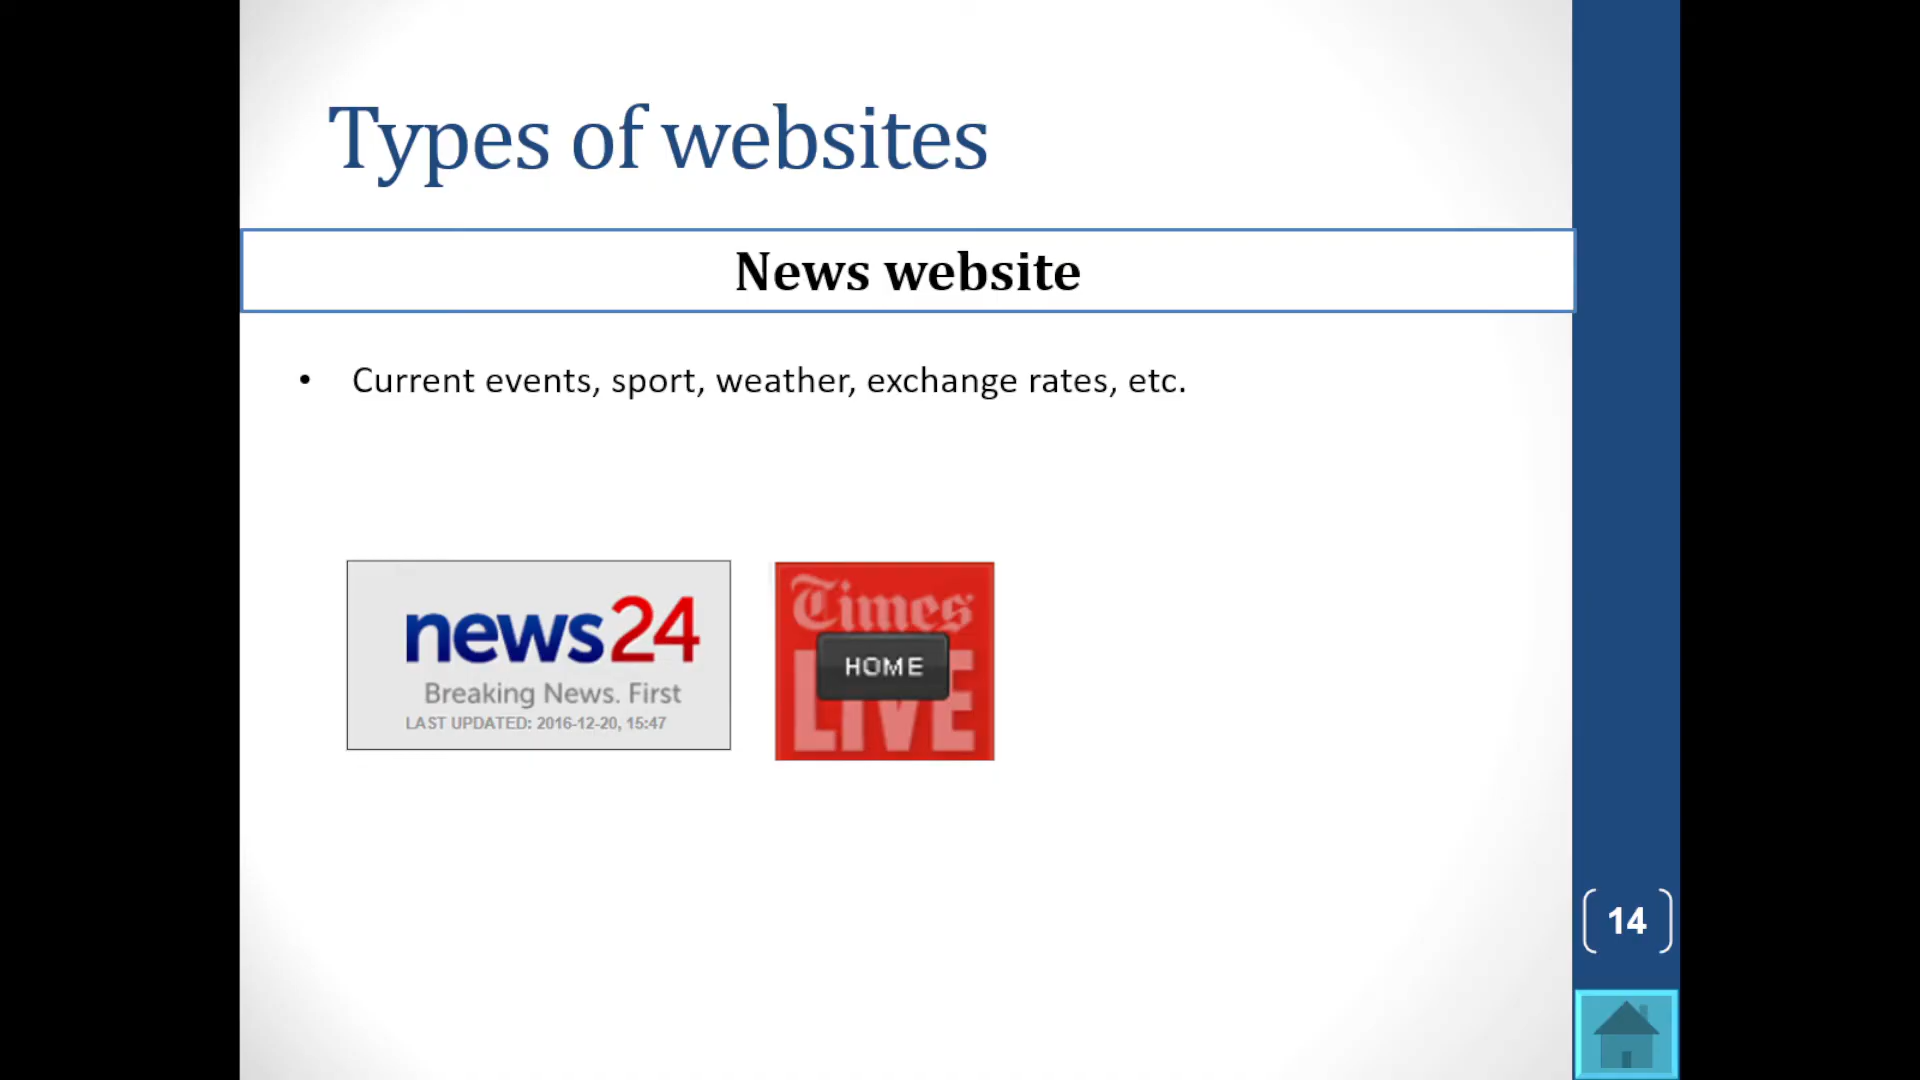 Types of websites
News website
• Current events, sport, weather, exchange rates, etc.
news24
Breaking News. First
LAST UPDATED: 2016-12-20, 15:47
Times
HOME
LIVE
14